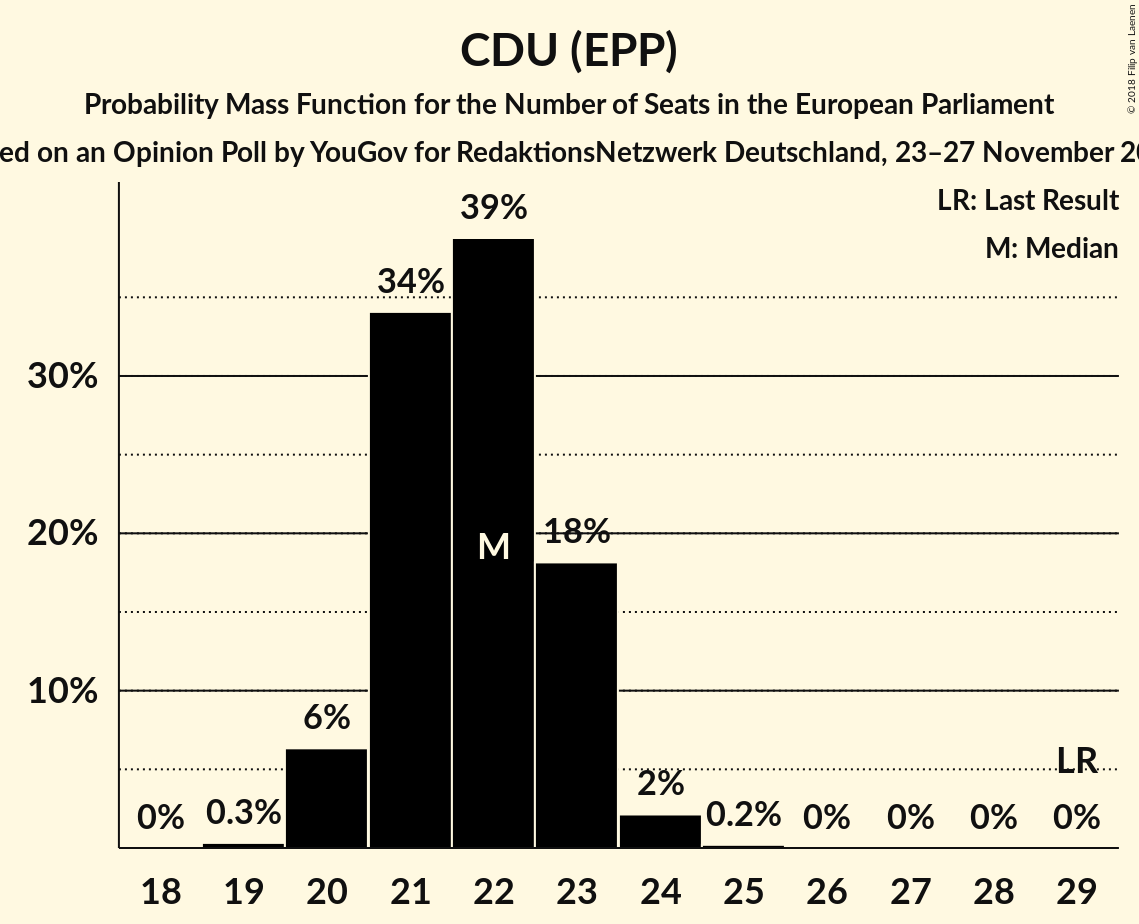 © 2018 Filip van Laenen
CDU (EPP)
Probability Mass Function for the Number of Seats in the European Parliament
ed on an Opinion Poll by YouGov for RedaktionsNetzwerk Deutschland, 23–27 November 20
LR: Last Result
M: Median
39%
34%
30%
20%
18%
M
10%
6%
LR
2%
0% 0.3% 0.2% 0% 0% 0% 0%
18 19 20 21 22 23 24 25 26 27 28 29